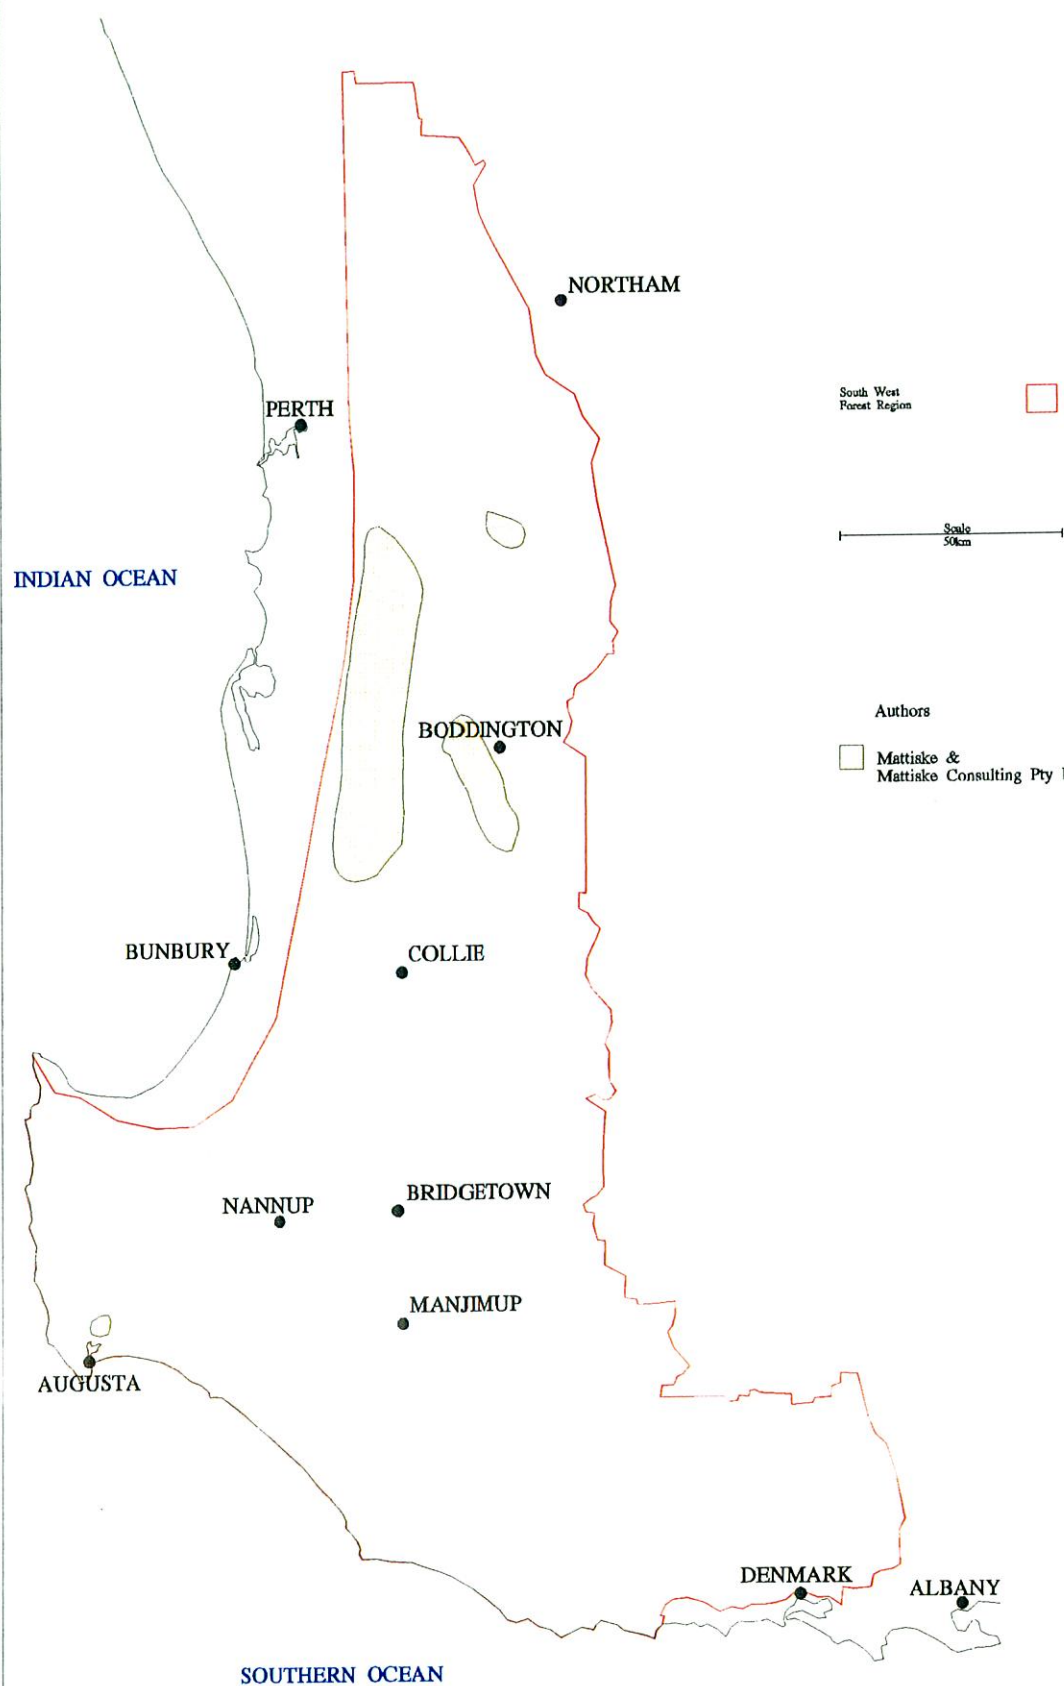 NORTHAM
South West
Forest Region
PERTH
Scale
50km
INDIAN OCEAN
Authors
BODDINGTON
Mattiske &
Mattiske Consulting Pty
BUNBURY
COLLIE
BRIDGETOWN
NANNUP
MANJIMUP
AUGUSTA
DENMARK
ALBANY
SOUTHERN OCEAN